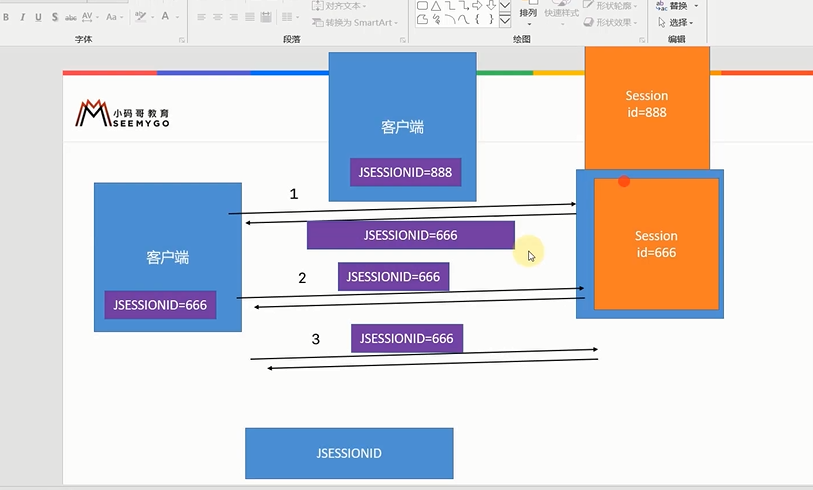 对齐文本
转换为 SmartArt
排列
快速样式
形状轮廓
形状效果
替换
选择
B I U S abc AV Aa A
字体
段落
绘图
编辑
小码哥教育
SEEMYGO
客户端
JSESSIONID=888
Session
id=888
1
JSESSIONID=666
客户端
JSESSIONID=666
Session
id=666
2
JSESSIONID=666
3
JSESSIONID=666
JSESSIONID